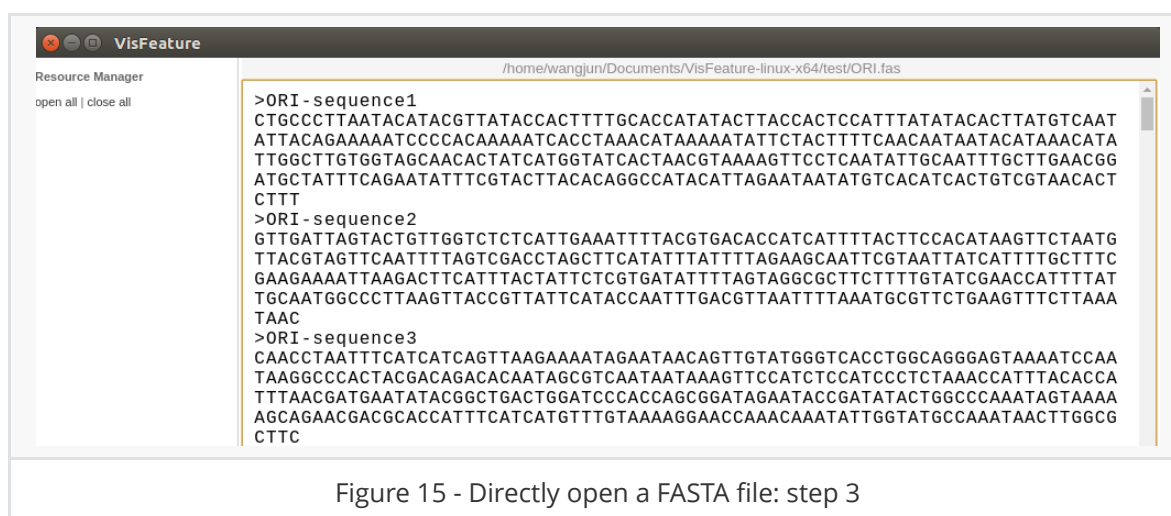 VisFeature
Resource Manager
/home/wangjun/Documents/VisFeature-linux-x64/test/ORI.fas
open all | close all
>ORI-sequence1
CTGCCCTTAATACATACGTTATACCACTTTTGCACCATATACTTACCACTCCATTTATATACACTTATGTCAAT
ATTACAGAAAAATCCCCACAAAAATCACCTAAACATAAAAATATTCTACTTTTCAACAATAATACATAAACATA
TTGGCTTGTGGTAGCAACACTATCATGGTATCACTAACGTAAAAGTTCCTCAATATTGCAATTTGCTTGAACGG
ATGCTATTTCAGAATATTTCGTACTTACACAGGCCATACATTAGAATAATATGTCACATCACTGTCGTAACACT
CTTT
>ORI-sequence2
GTTGATTAGTACTGTTGGTCTCTCATTGAAATTTTACGTGACACCATCATTTTACTTCCACATAAGTTCTAATG
TTACGTAGTTCAATTTTAGTCGACCTAGCTTCATATTTATTTTAGAAGCAATTCGTAATTATCATTTTGCTTTC
GAAGAAAATTAAGACTTCATTTACTATTCTCGTGATATTTTAGTAGGCGCTTCTTTTGTATCGAACCATTTTAT
TGCAATGGCCCTTAAGTTACCGTTATTCATACCAATTTGACGTTAATTTTAAATGCGTTCTGAAGTTTCTTAAA
TAAC
>ORI-sequence3
CAACCTAATTTCATCATCAGTTAAGAAAATAGAATAACAGTTGTATGGGTCACCTGGCAGGGAGTAAAATCCAA
TAAGGCCCACTACGACAGACACAATAGCGTCAATAATAAAGTTCCATCTCCATCCCTCTAAACCATTTACACCA
TTTAACGATGAATATACGGCTGACTGGATCCCACCAGCGGATAGAATACCGATATACTGGCCCAAATAGTAAAA
AGCAGAACGACGCACCATTTCATCATGTTTGTAAAAGGAACCAAACAAATATTGGTATGCCAAATAACTTGGCG
CTTC
Figure 15 - Directly open a FASTA file: step 3